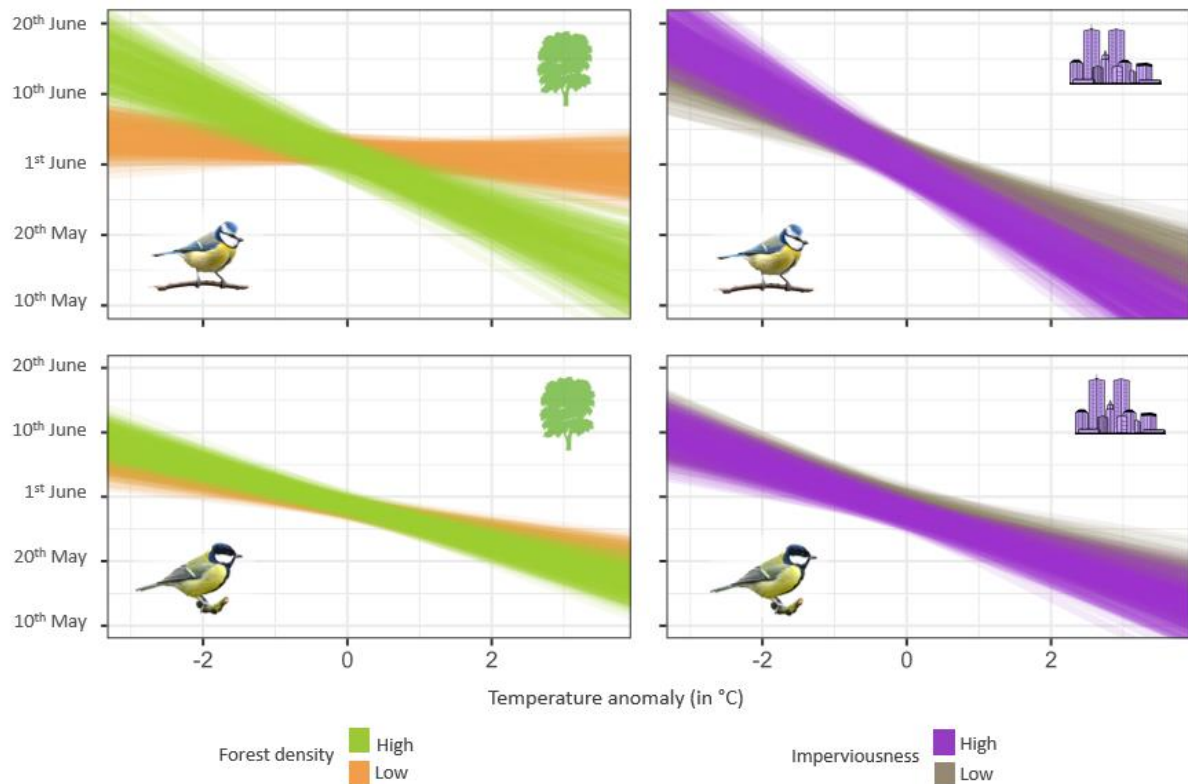 20th June
10th June
1st June
20th May
10th May
20th June
10th June
1st June
20th May
10th May
-2 0 2 -2 0 2
Temperature anomaly (in °C)
Forest density High Low
Imperviousness High Low